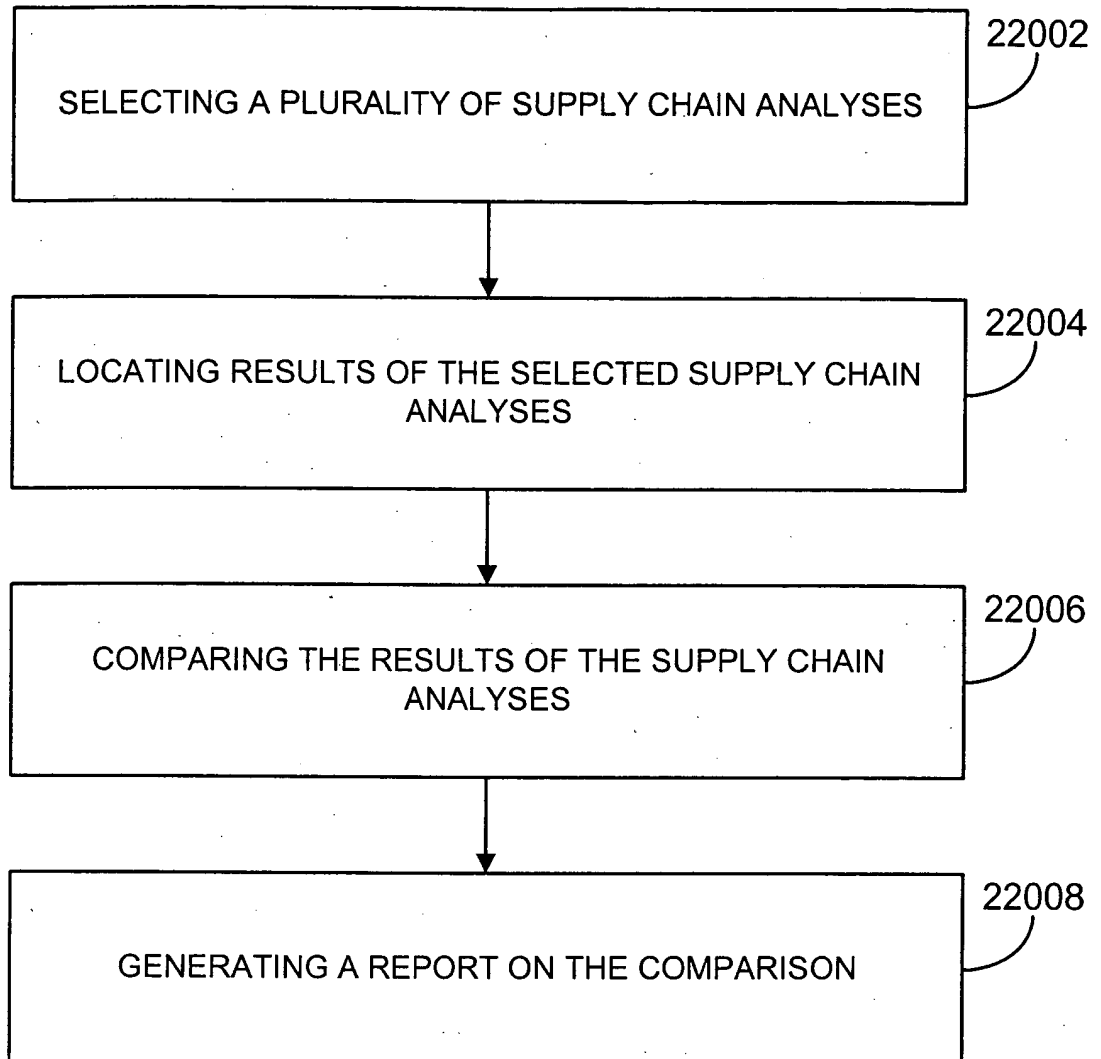 22002
SELECTING A PLURALITY OF SUPPLY CHAIN ANALYSES
22004
LOCATING RESULTS OF THE SELECTED SUPPLY CHAIN
ANALYSES
22006
COMPARING THE RESULTS OF THE SUPPLY CHAIN
ANALYSES
22008
GENERATING A REPORT ON THE COMPARISON